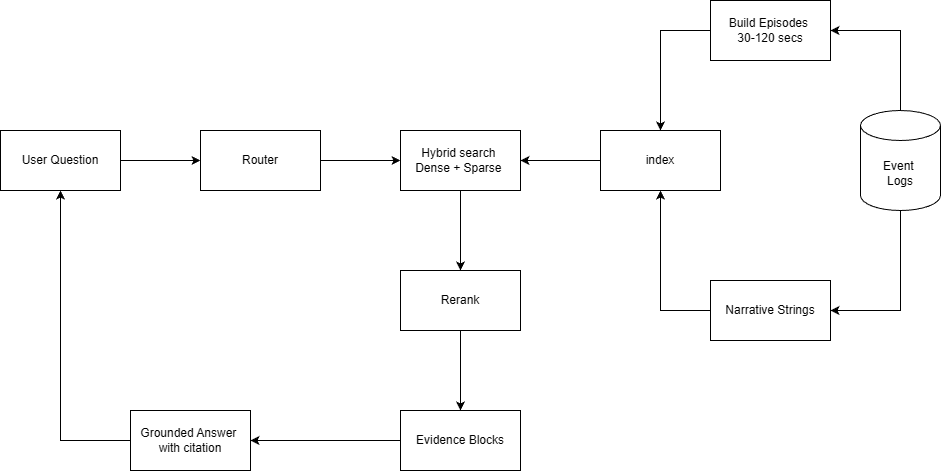 Build Episodes
30-120 secs
User Question
Router
Hybrid search
Dense + Sparse
index
Event
Logs
Rerank
Narrative Strings
Grounded Answer
with citation
Evidence Blocks